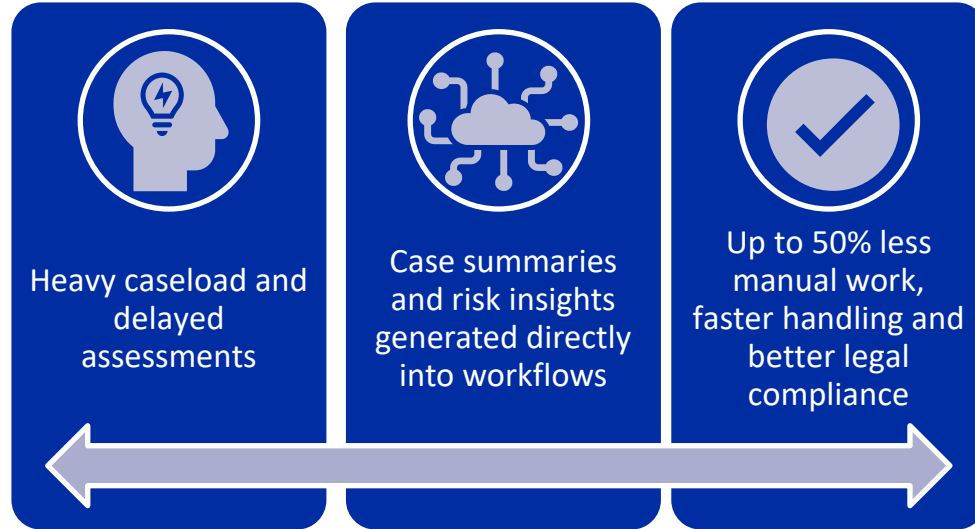 Heavy caseload and
delayed
assessments
Case summaries
and risk insights
generated directly
into workflows
Up to 50% less
manual work,
faster handling and
better legal
compliance